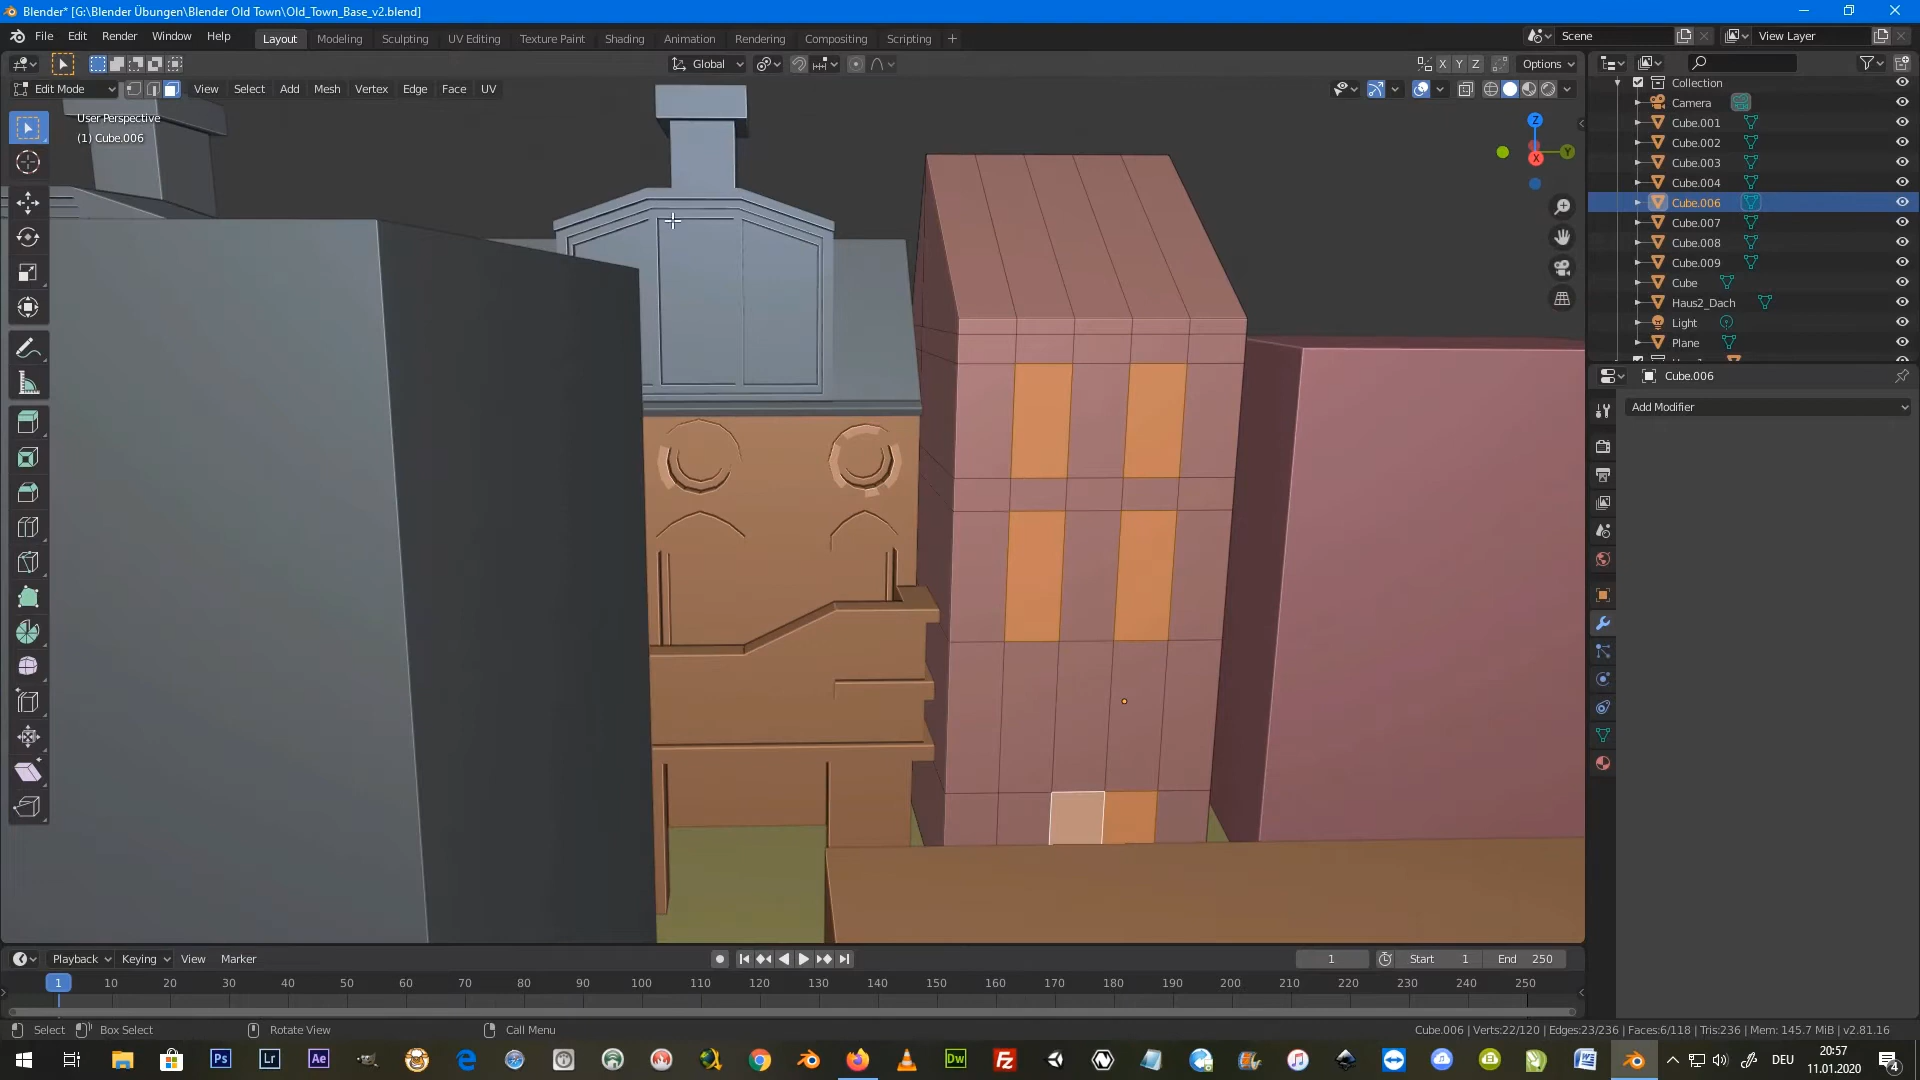 Blender* [G:\Blender Übungen\Blender Old Town\Old_Town_Base_v2.blend]
File Edit Render Window Help
Layout Modeling Sculpting UV Editing Texture Paint Shading Animation Rendering Compositing Scripting +
Scene View Layer
Global X Y Z Options
Edit Mode View Select Add Mesh Vertex Edge Face UV
User Perspective
(1) Cube.006
Z
Y
X
Collection
Camera
Cube.001
Cube.002
Cube.003
Cube.004
Cube.006
Cube.007
Cube.008
Cube.009
Cube
Haus2_Dach
Light
Plane
Cube.006
Add Modifier
Playback Keying View Marker 1 Start 1 End 250
1 10 20 30 40 50 60 70 80 90 100 110 120 130 140 150 160 170 180 190 200 210 220 230 240 250
Select Box Select Rotate View Call Menu Cube.006 | Verts:22/120 | Edges:23/236 | Faces:6/118 | Tris:236 | Mem: 145.7 MiB | v2.81.16
Ps Lr Ae Dw Fz DEU 20:57
11.01.2020 4